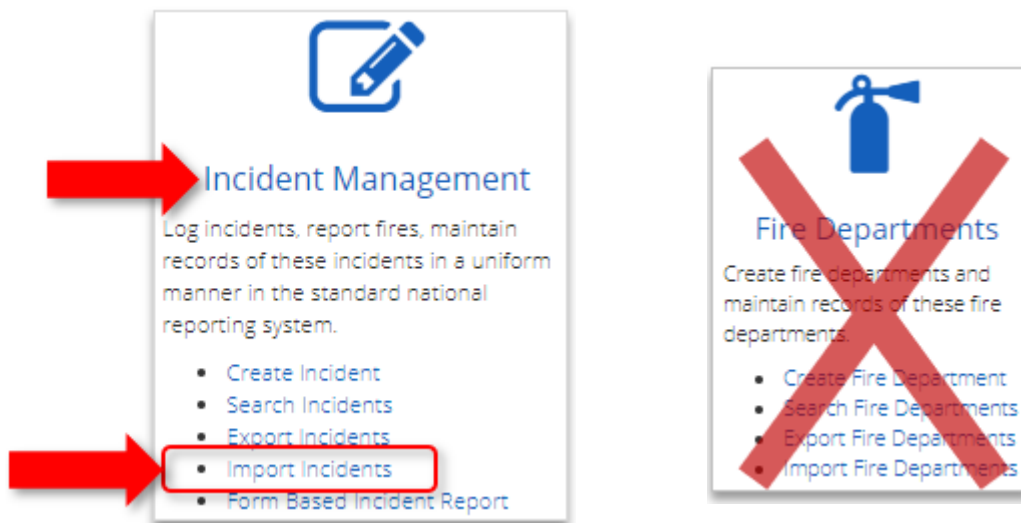 Incident Management
Log incidents, report fires, maintain
records of these incidents in a uniform
manner in the standard national
reporting system.
Create Incident
Search Incidents
Export Incidents
Import Incidents
Form Based Incident Report
Fire Departments
Create fire departments and
maintain records of these fire
departments.
Create Fire Department
Search Fire Departments
Export Fire Departments
Import Fire Departments